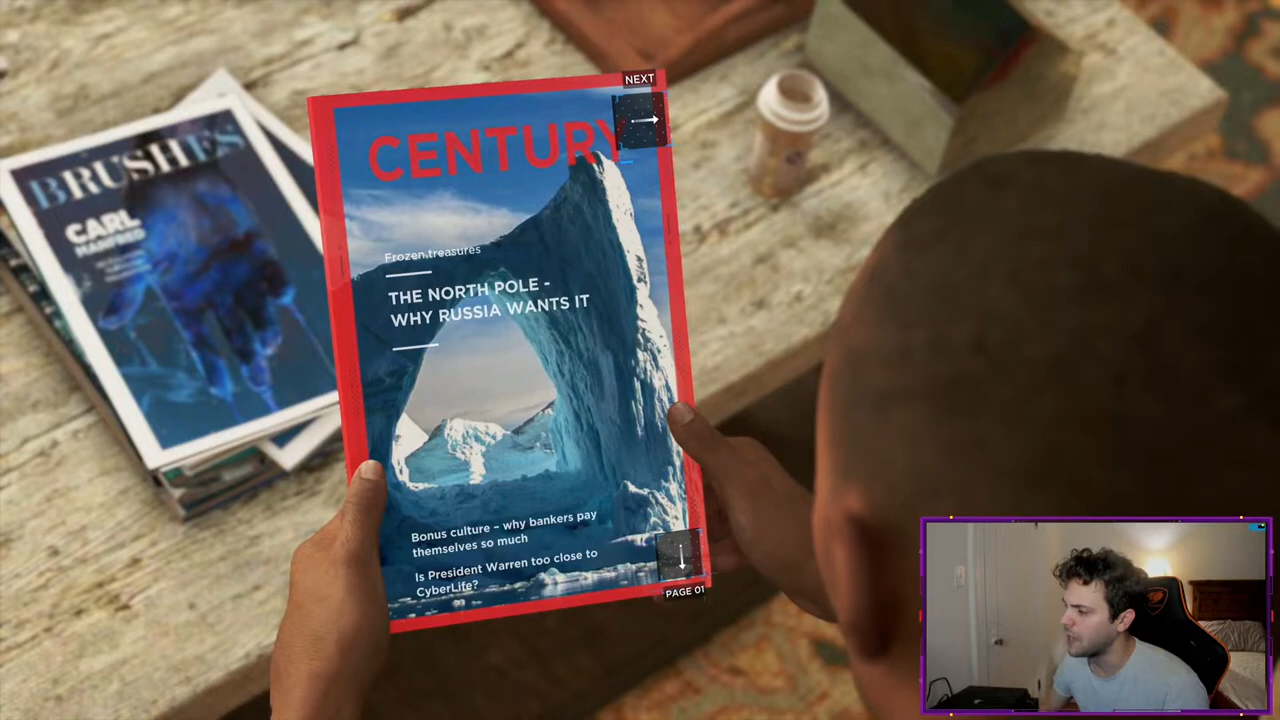 NEXT
CENTURY
Frozen treasures
THE NORTH POLE -
WHY RUSSIA WANTS IT
Bonus culture – why bankers pay
themselves so much
Is President Warren too close to
CyberLife?
PAGE 01
BRUSHES
CARL
MANFRED